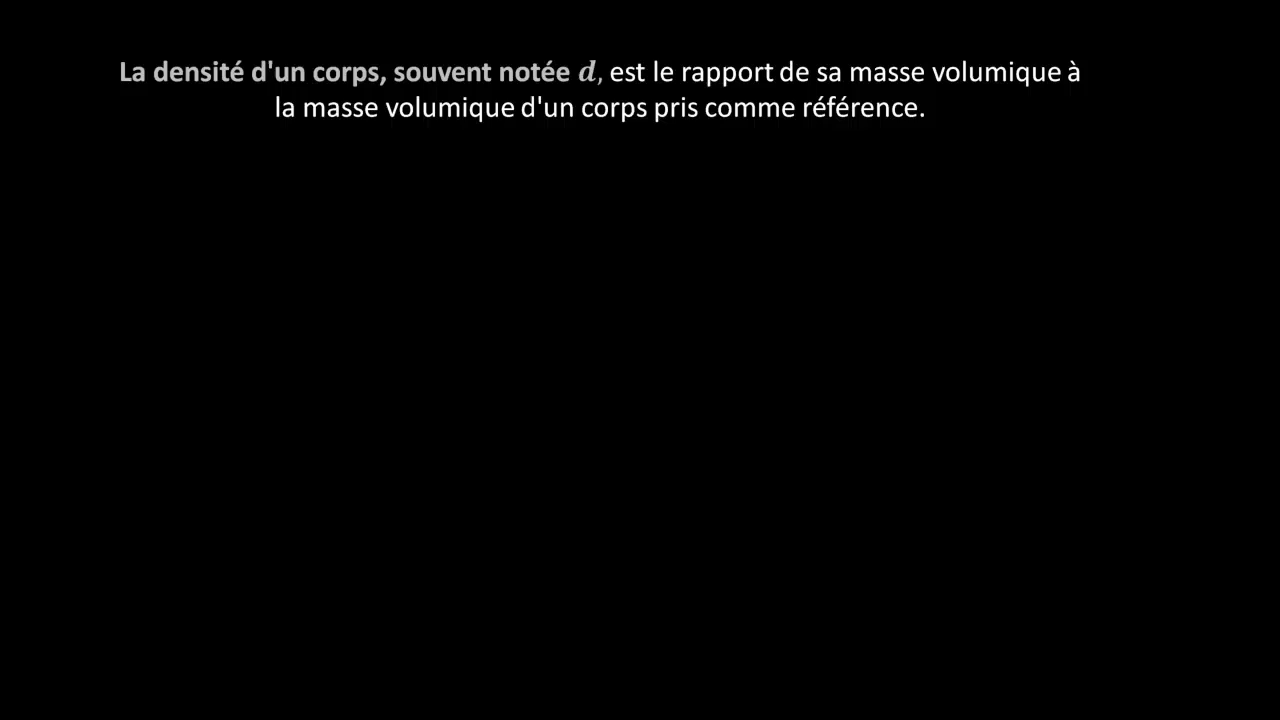 La densité d'un corps, souvent notée d, est le rapport de sa masse volumique à
la masse volumique d'un corps pris comme référence.